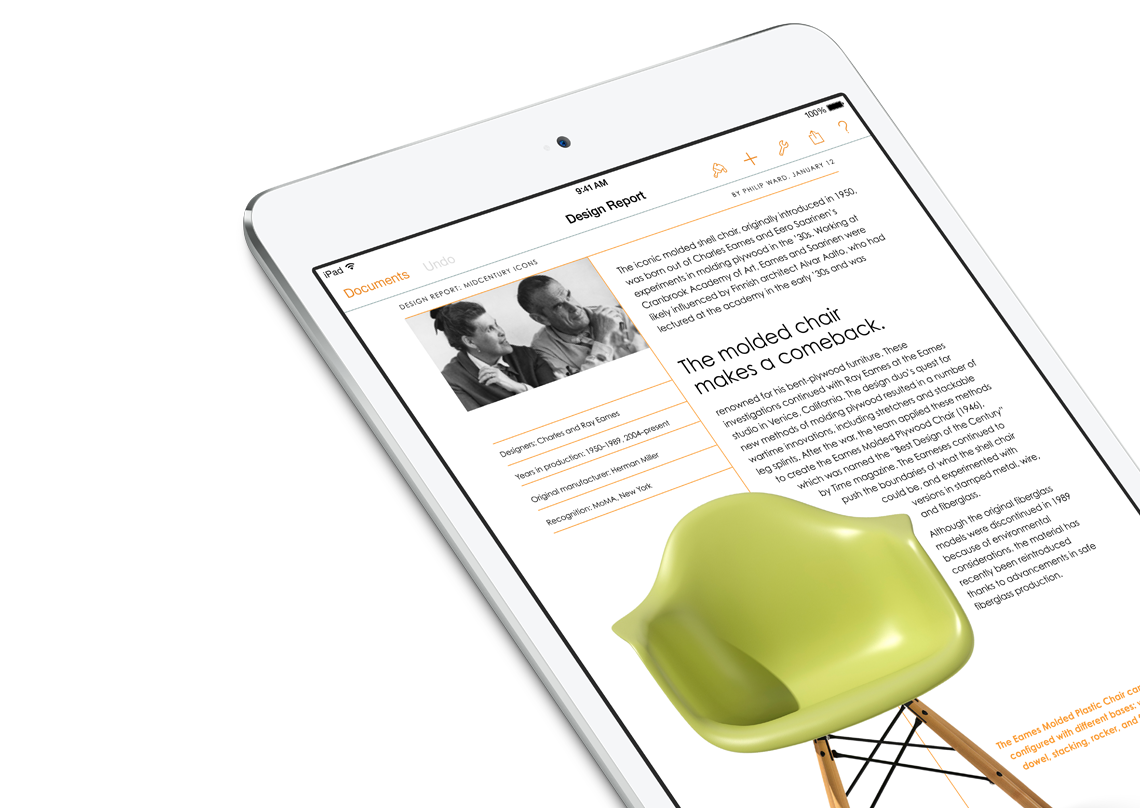 iPad
9:41 AM
100%
Documents
Undo
Design Report
DESIGN REPORT: MIDCENTURY ICONS
BY PHILIP WARD, JANUARY 12
Designers: Charles and Ray Eames
Years in production: 1950–1989, 2004–present
Original manufacturer: Herman Miller
Recognition: MoMA, New York
The iconic molded shell chair, originally introduced in 1950,
was born out of Charles Eames and Eero Saarinen's
experiments in molding plywood in the '30s. Working at
Cranbrook Academy of Art, Eames and Saarinen were
likely influenced by Finnish architect Alvar Aalto, who had
lectured at the academy in the early '30s and was
The molded chair
makes a comeback.
renowned for his bent-plywood furniture. These
investigations continued with Ray Eames at the Eames
studio in Venice, California. The design duo's quest for
new methods of molding plywood resulted in a number of
wartime innovations, including stretchers and stackable
leg splints. After the war, the team applied these methods
to create the Eames Molded Plywood Chair (1946),
which was named the "Best Design of the Century"
by Time magazine. The Eameses continued to
push the boundaries of what the shell chair
could be, and experimented with
versions in stamped metal, wire,
and fiberglass.
Although the original fiberglass
models were discontinued in 1989
because of environmental
considerations, the material has
recently been reintroduced
thanks to advancements in safe
fiberglass production.
The Eames Molded Plastic Chair can
configured with different bases:
dowel, stacking, rocker, and